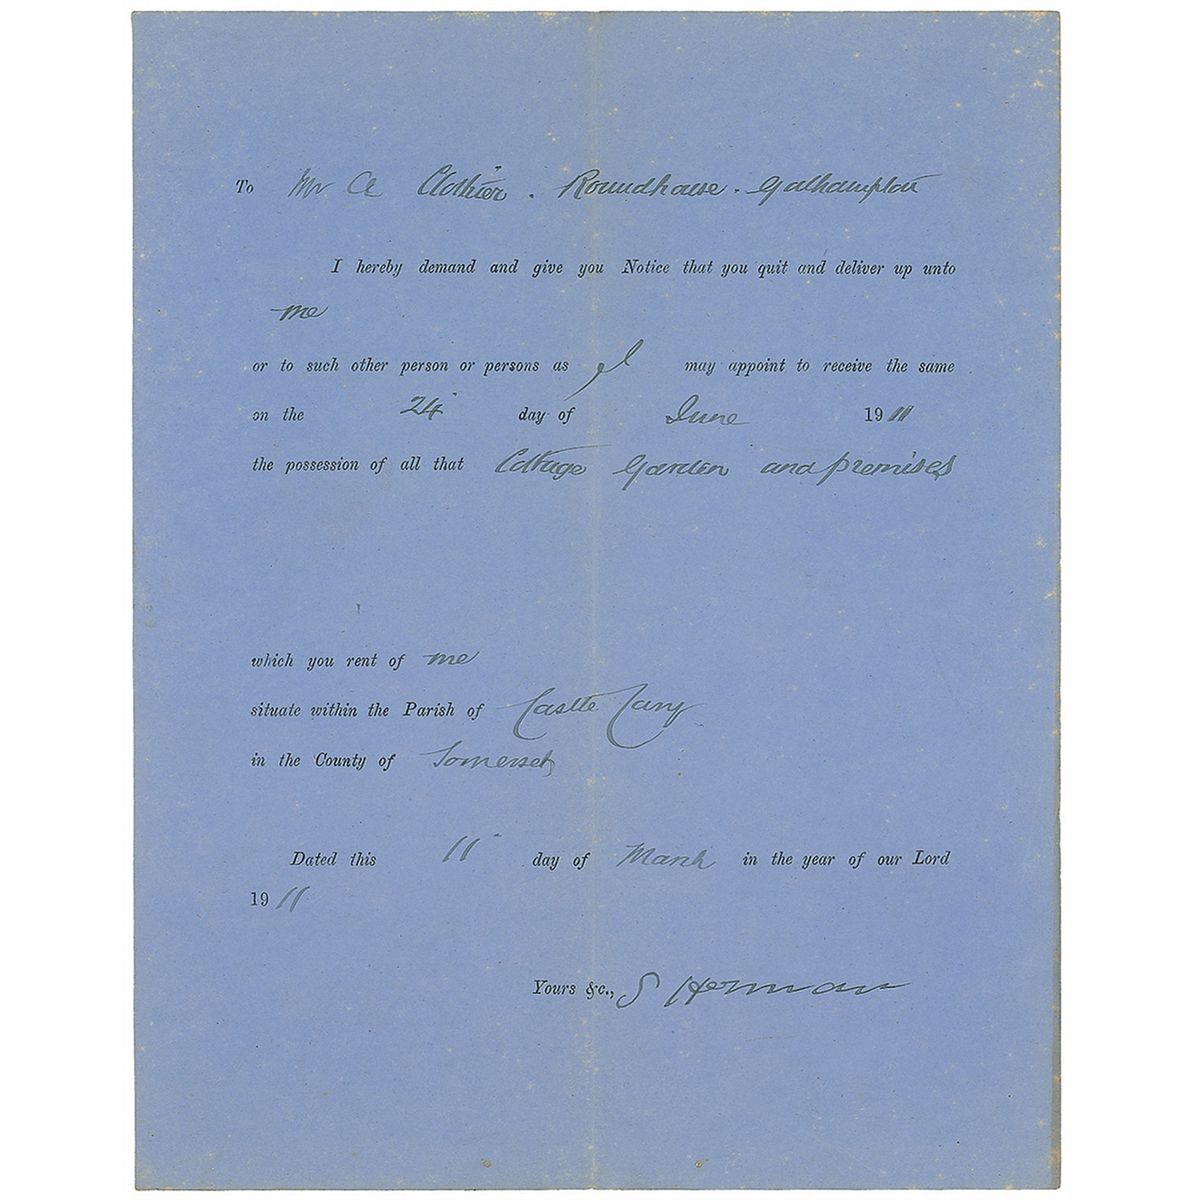 To Mr A Clothier. Roundhouse. Galhampton
I hereby demand and give you Notice that you quit and deliver up unto
me
or to such other person or persons as I may appoint to receive the same
on the 24 day of June 1911
the possession of all that Cottage Garden and premises
which you rent of me
situate within the Parish of Castle Cary
in the County of Somerset
Dated this 11 day of March in the year of our Lord
1911
Yours &c., S Herman